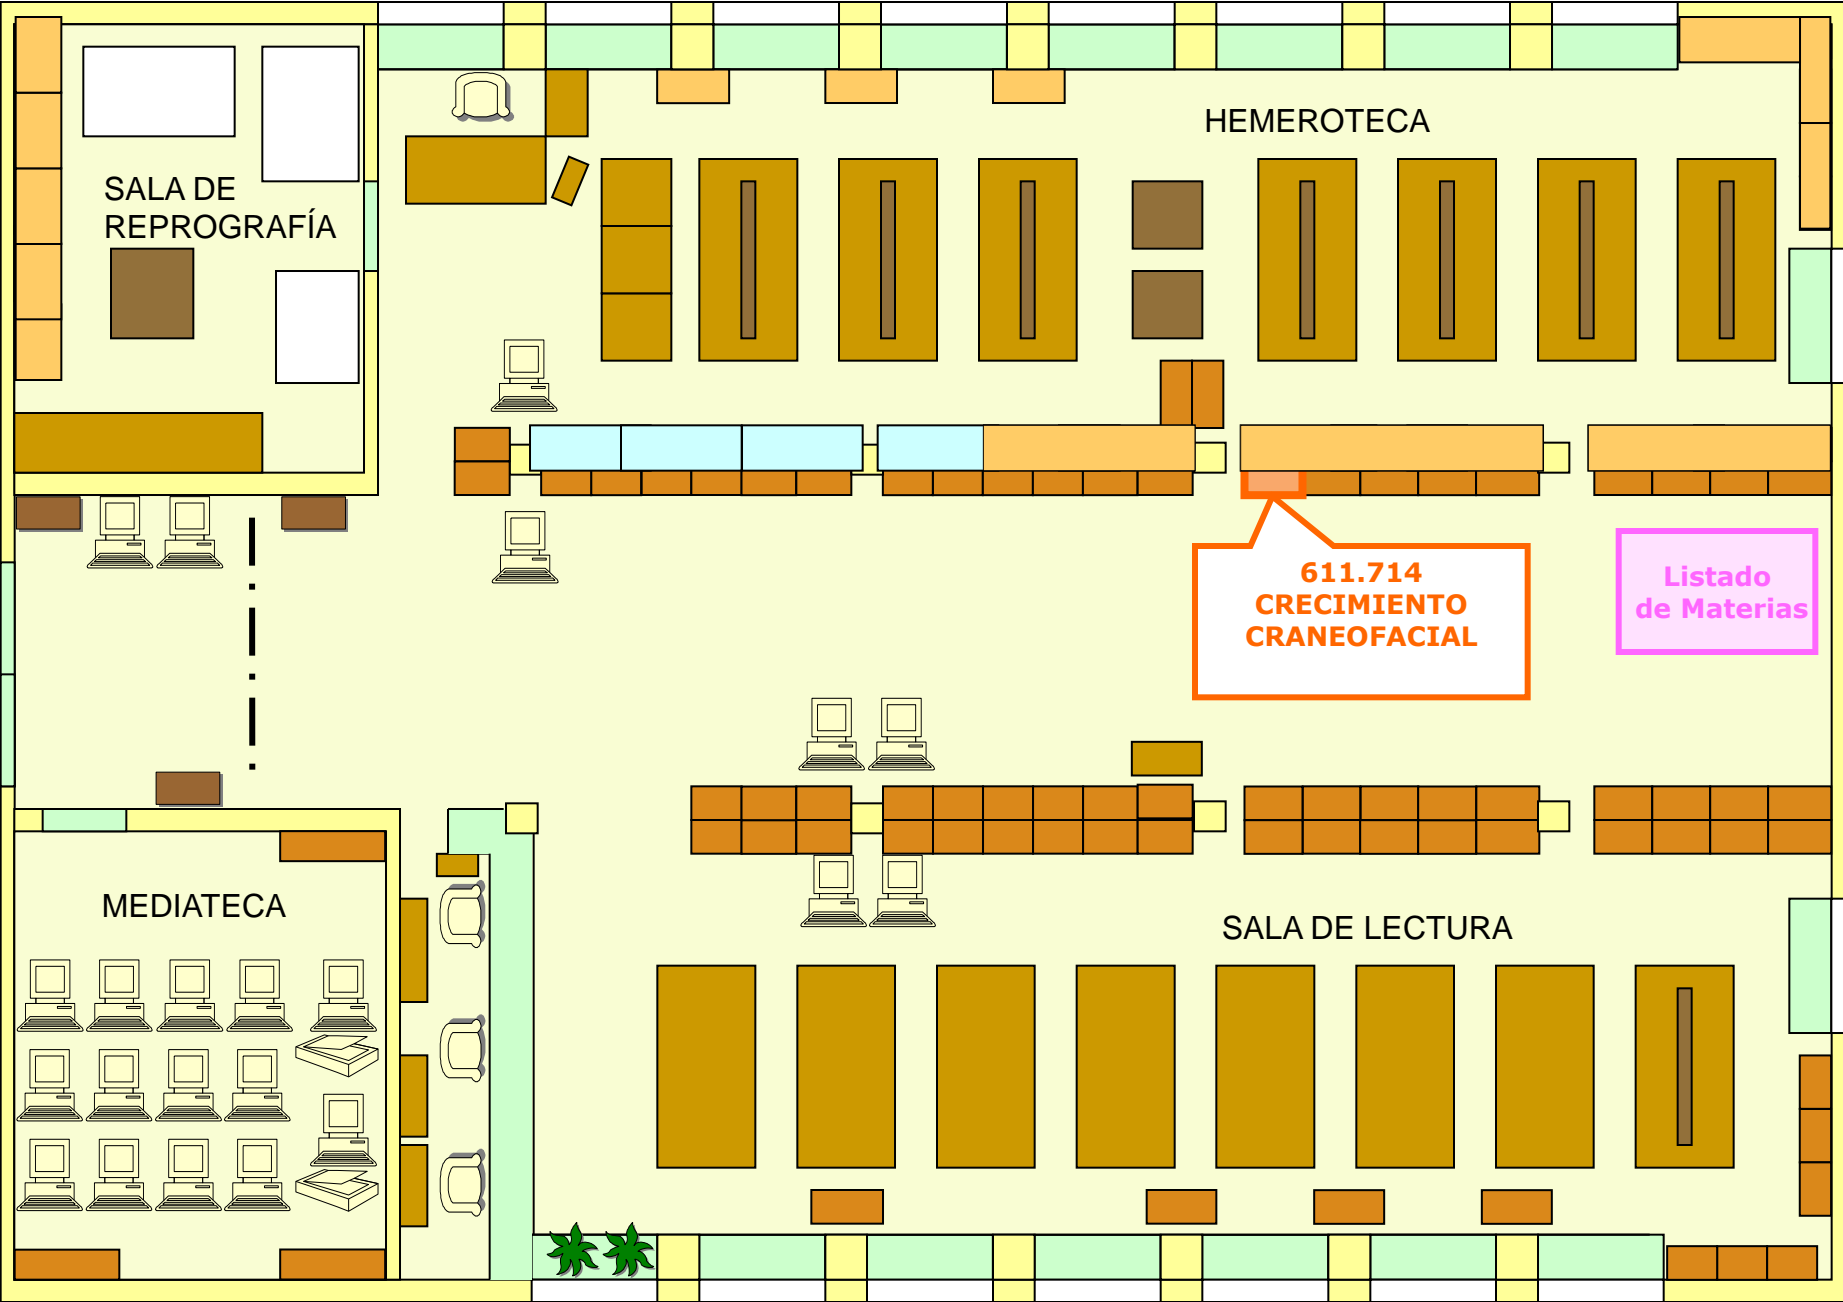 HEMEROTECA
SALA DE
REPROGRAFÍA
611.714
CRECIMIENTO
CRANEOFACIAL
Listado
de Materias
MEDIATECA
SALA DE LECTURA